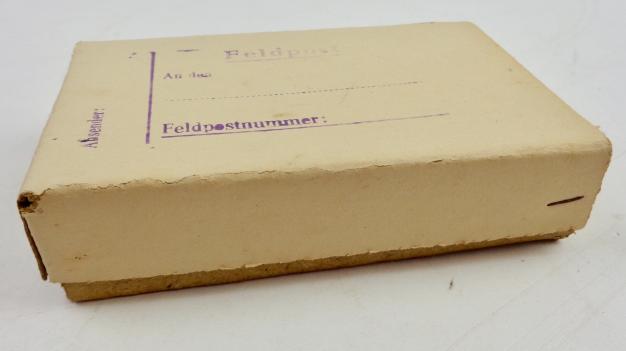 Feldpost
An den
Feldpostnummer:
Absender: